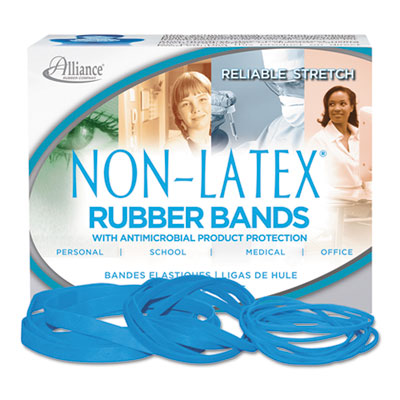 Alliance
RUBBER COMPANY
RELIABLE STRETCH
NON-LATEX®
RUBBER BANDS
WITH ANTIMICROBIAL PRODUCT PROTECTION
PERSONAL | SCHOOL | MEDICAL | OFFICE
BANDES ELASTIQUES | LIGAS DE HULE